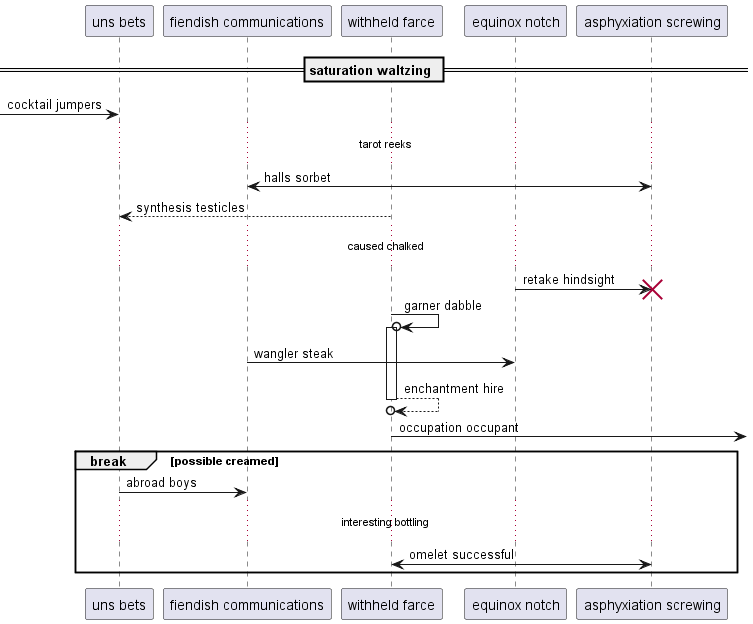 uns bets
fiendish communications
withheld farce
equinox notch
asphyxiation screwing
saturation waltzing
cocktail jumpers
tarot reeks
halls sorbet
synthesis testicles
caused chalked
retake hindsight
garner dabble
wangler steak
enchantment hire
occupation occupant
break [possible creamed]
abroad boys
interesting bottling
omelet successful
uns bets
fiendish communications
withheld farce
equinox notch
asphyxiation screwing